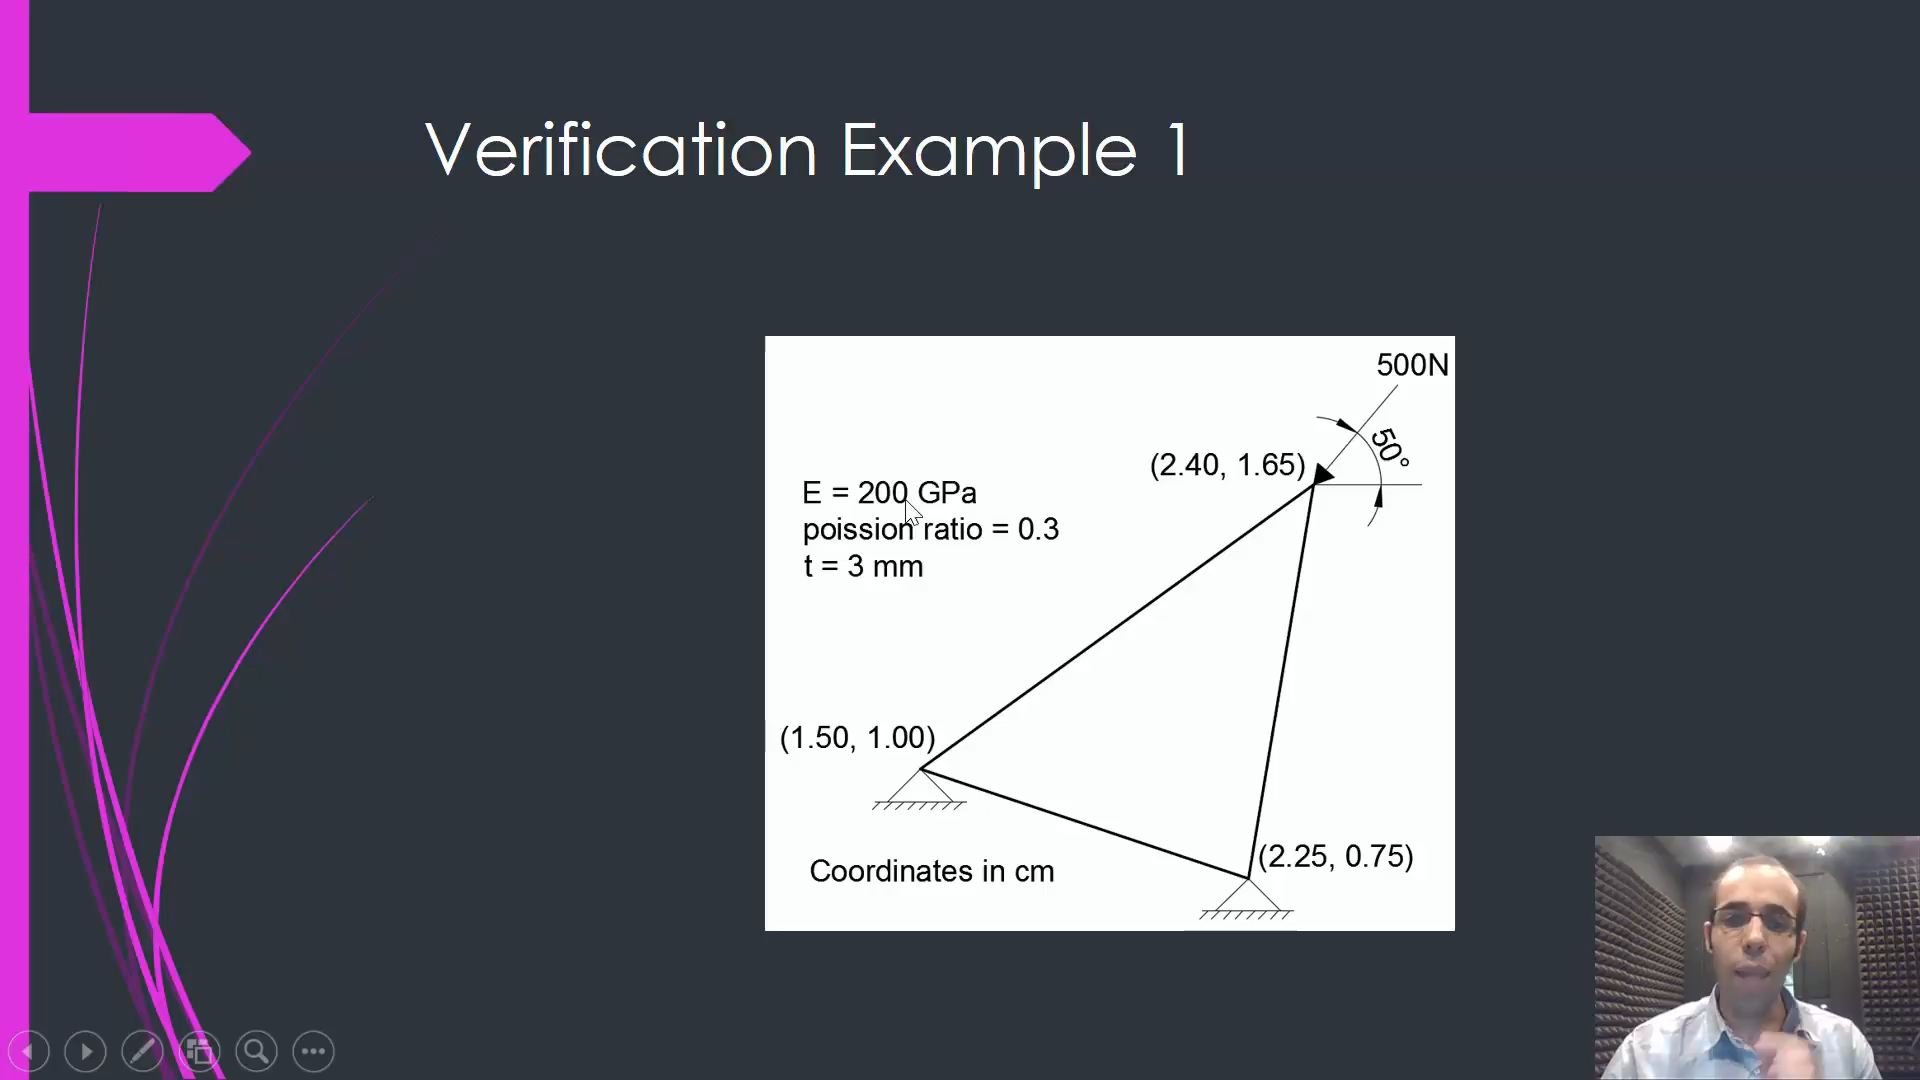 Verification Example 1
500N
50°
(2.40, 1.65)
E = 200 GPa
poission ratio = 0.3
t = 3 mm
(1.50, 1.00)
(2.25, 0.75)
Coordinates in cm